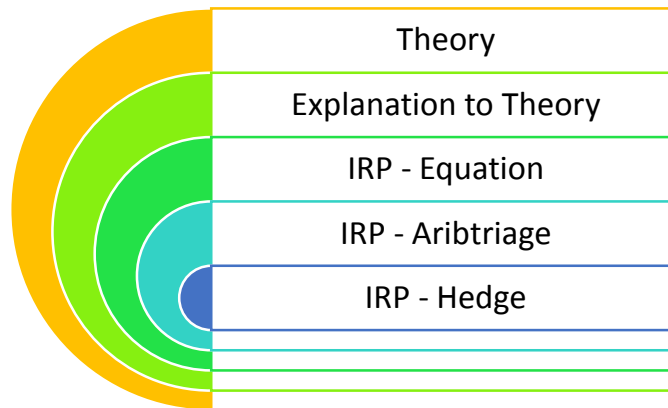 Theory
Explanation to Theory
IRP - Equation
IRP - Aribtriage
IRP - Hedge